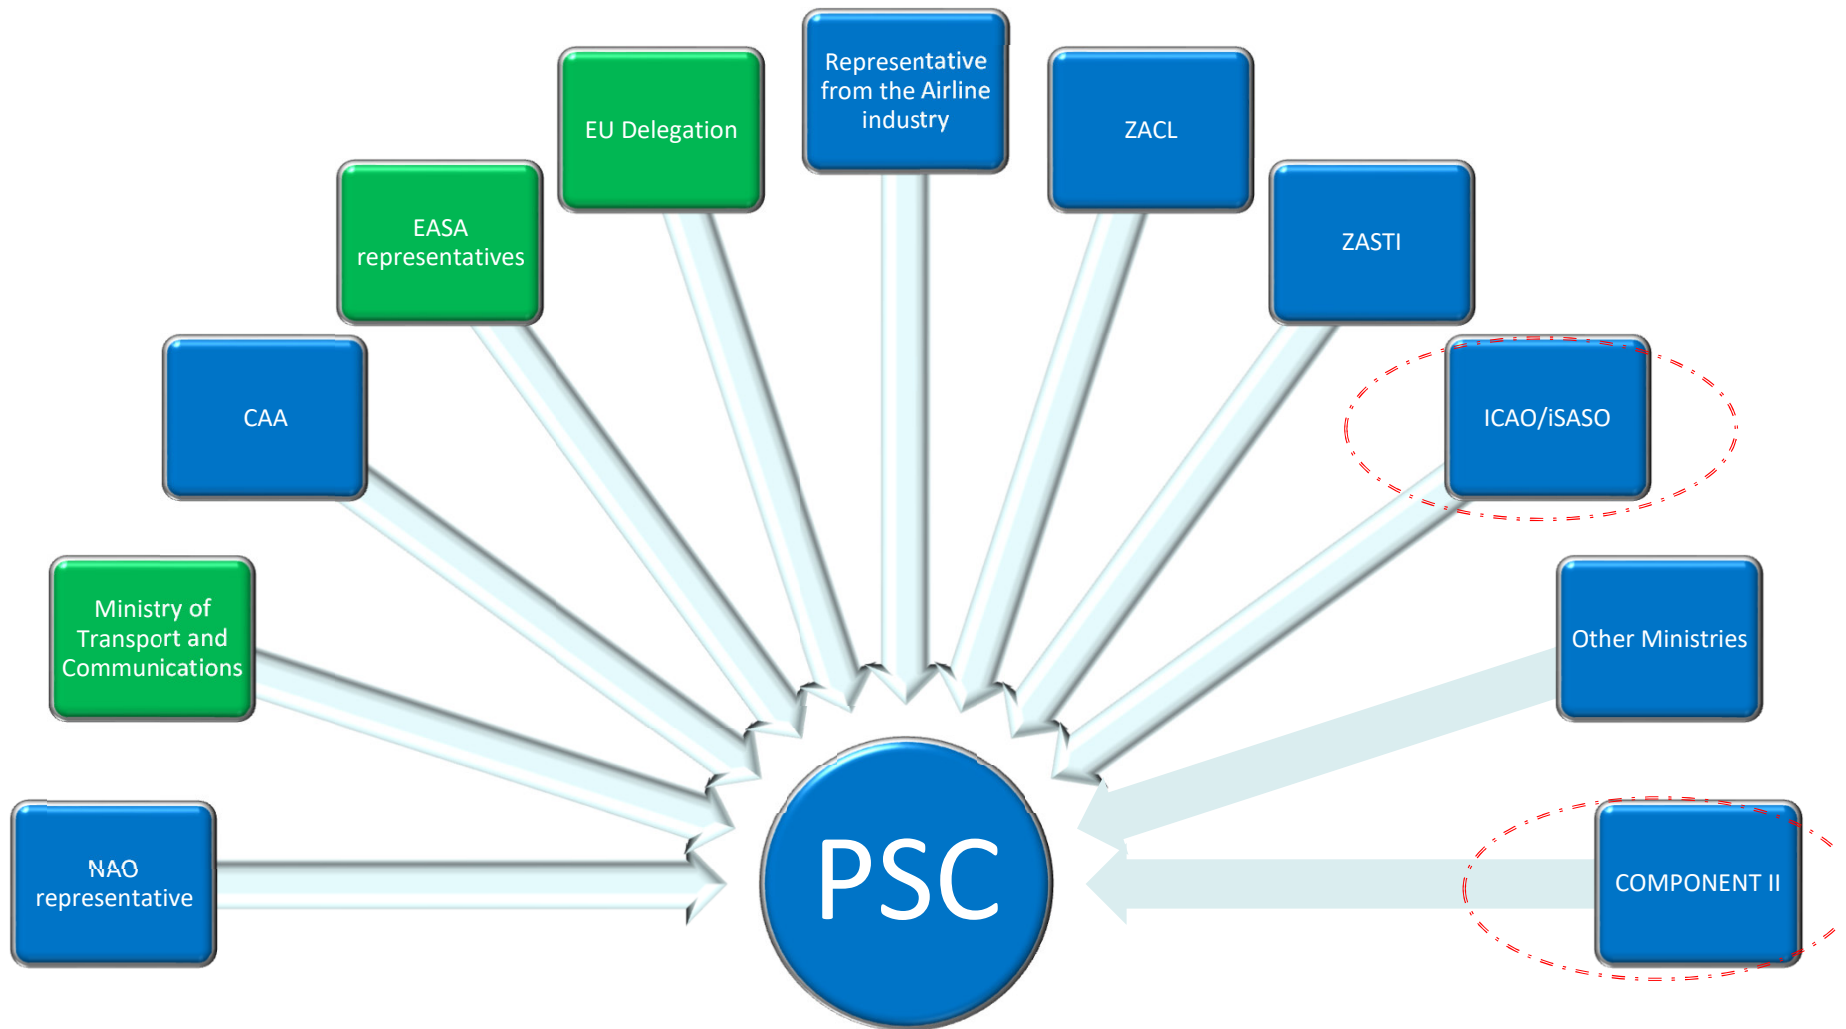 Representative
from the Airline
industry
EU Delegation
ZACL
EASA
representatives
ZASTI
CAA
ICAO/iSASO
Ministry of
Transport and
Communications
Other Ministries
NAO
representative
PSC
COMPONENT II